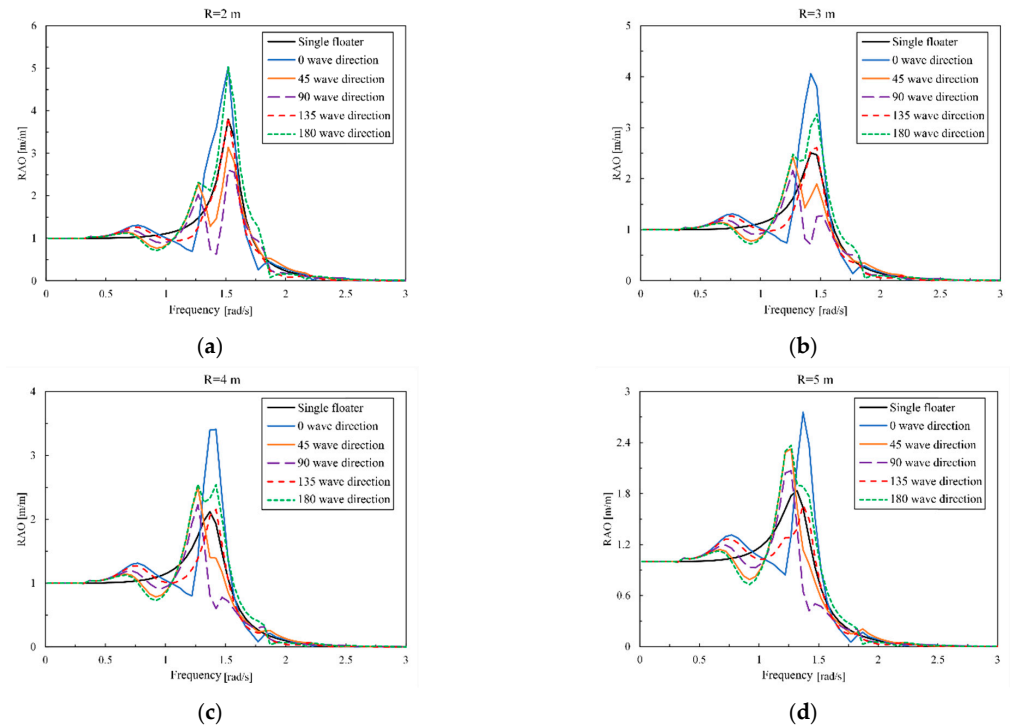 R=2 m
6
5
4
3
2
1
0
RAO [m/m]
0 0.5 1 1.5 2 2.5 3
Frequency [rad/s]
Single floater
0 wave direction
45 wave direction
90 wave direction
135 wave direction
180 wave direction
(a)
R=3 m
5
4
3
2
1
0
RAO [m/m]
0 0.5 1 1.5 2 2.5 3
Frequency [rad/s]
Single floater
0 wave direction
45 wave direction
90 wave direction
135 wave direction
180 wave direction
(b)
R=4 m
4
3
2
1
0
RAO [m/m]
0 0.5 1 1.5 2 2.5 3
Frequency [rad/s]
Single floater
0 wave direction
45 wave direction
90 wave direction
135 wave direction
180 wave direction
(c)
R=5 m
3
2.4
1.8
1.2
0.6
0
RAO [m/m]
0 0.5 1 1.5 2 2.5 3
Frequency [rad/s]
Single floater
0 wave direction
45 wave direction
90 wave direction
135 wave direction
180 wave direction
(d)